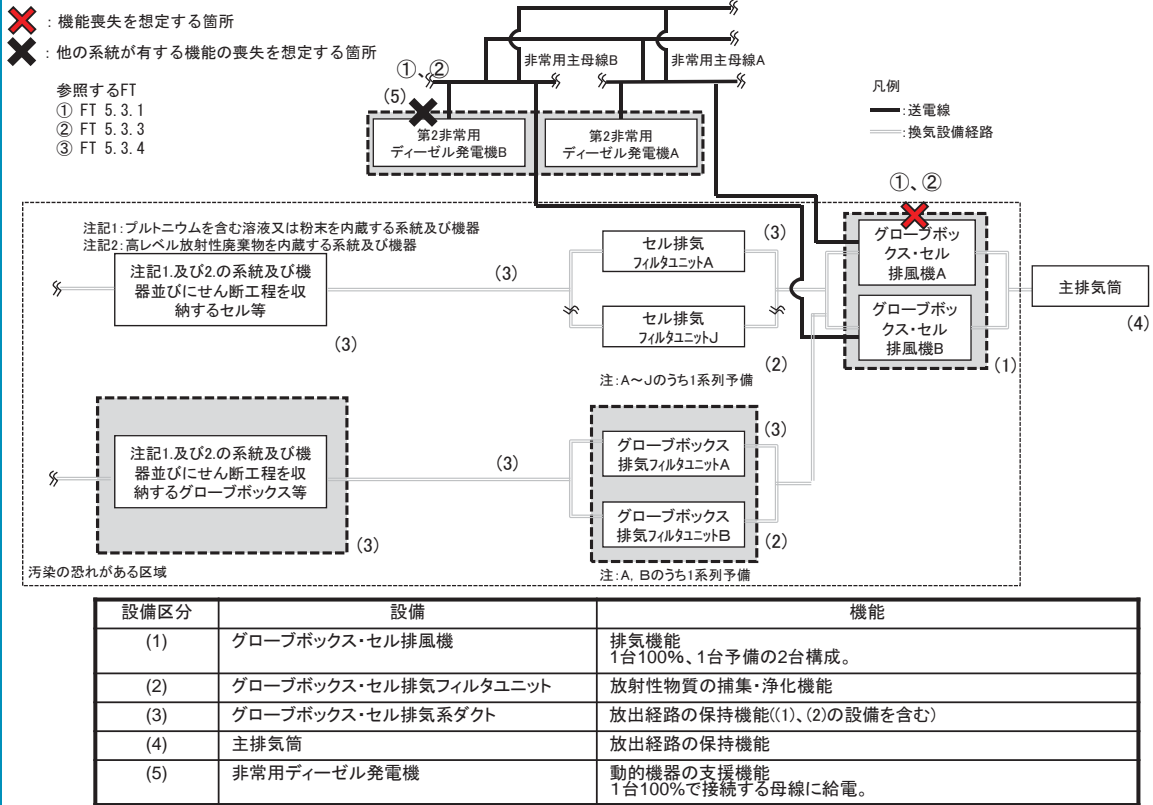 ：機能喪失を想定する箇所
：他の系統が有する機能の喪失を想定する箇所
参照するFT
① FT 5.3.1
② FT 5.3.3
③ FT 5.3.4
非常用主母線B
非常用主母線A
①、②
(5)
第2非常用
ディーゼル発電機B
第2非常用
ディーゼル発電機A
凡例
：送電線
：換気設備経路
①、②
注記1：プルトニウムを含む溶液又は粉末を内蔵する系統及び機器
注記2：高レベル放射性廃棄物を内蔵する系統及び機器
注記1.及び2.の系統及び機
器並びにせん断工程を収
納するセル等
(3)
(3)
セル排気
フィルタユニットA
(3)
セル排気
フィルタユニットJ
(2)
注：A～Jのうち1系列予備
グローブボッ
クス・セル
排風機A
グローブボッ
クス・セル
排風機B
(1)
主排気筒
(4)
注記1.及び2.の系統及び機
器並びにせん断工程を収
納するグローブボックス等
(3)
(3)
グローブボックス
排気フィルタユニットA
(3)
グローブボックス
排気フィルタユニットB
(2)
注：A, Bのうち1系列予備
汚染の恐れがある区域
設備区分 設備 機能
(1) グローブボックス・セル排風機 排気機能
1台100%、1台予備の2台構成。
(2) グローブボックス・セル排気フィルタユニット 放射性物質の捕集・浄化機能
(3) グローブボックス・セル排気系ダクト 放出経路の保持機能((1)、(2)の設備を含む)
(4) 主排気筒 放出経路の保持機能
(5) 非常用ディーゼル発電機 動的機器の支援機能
1台100%で接続する母線に給電。